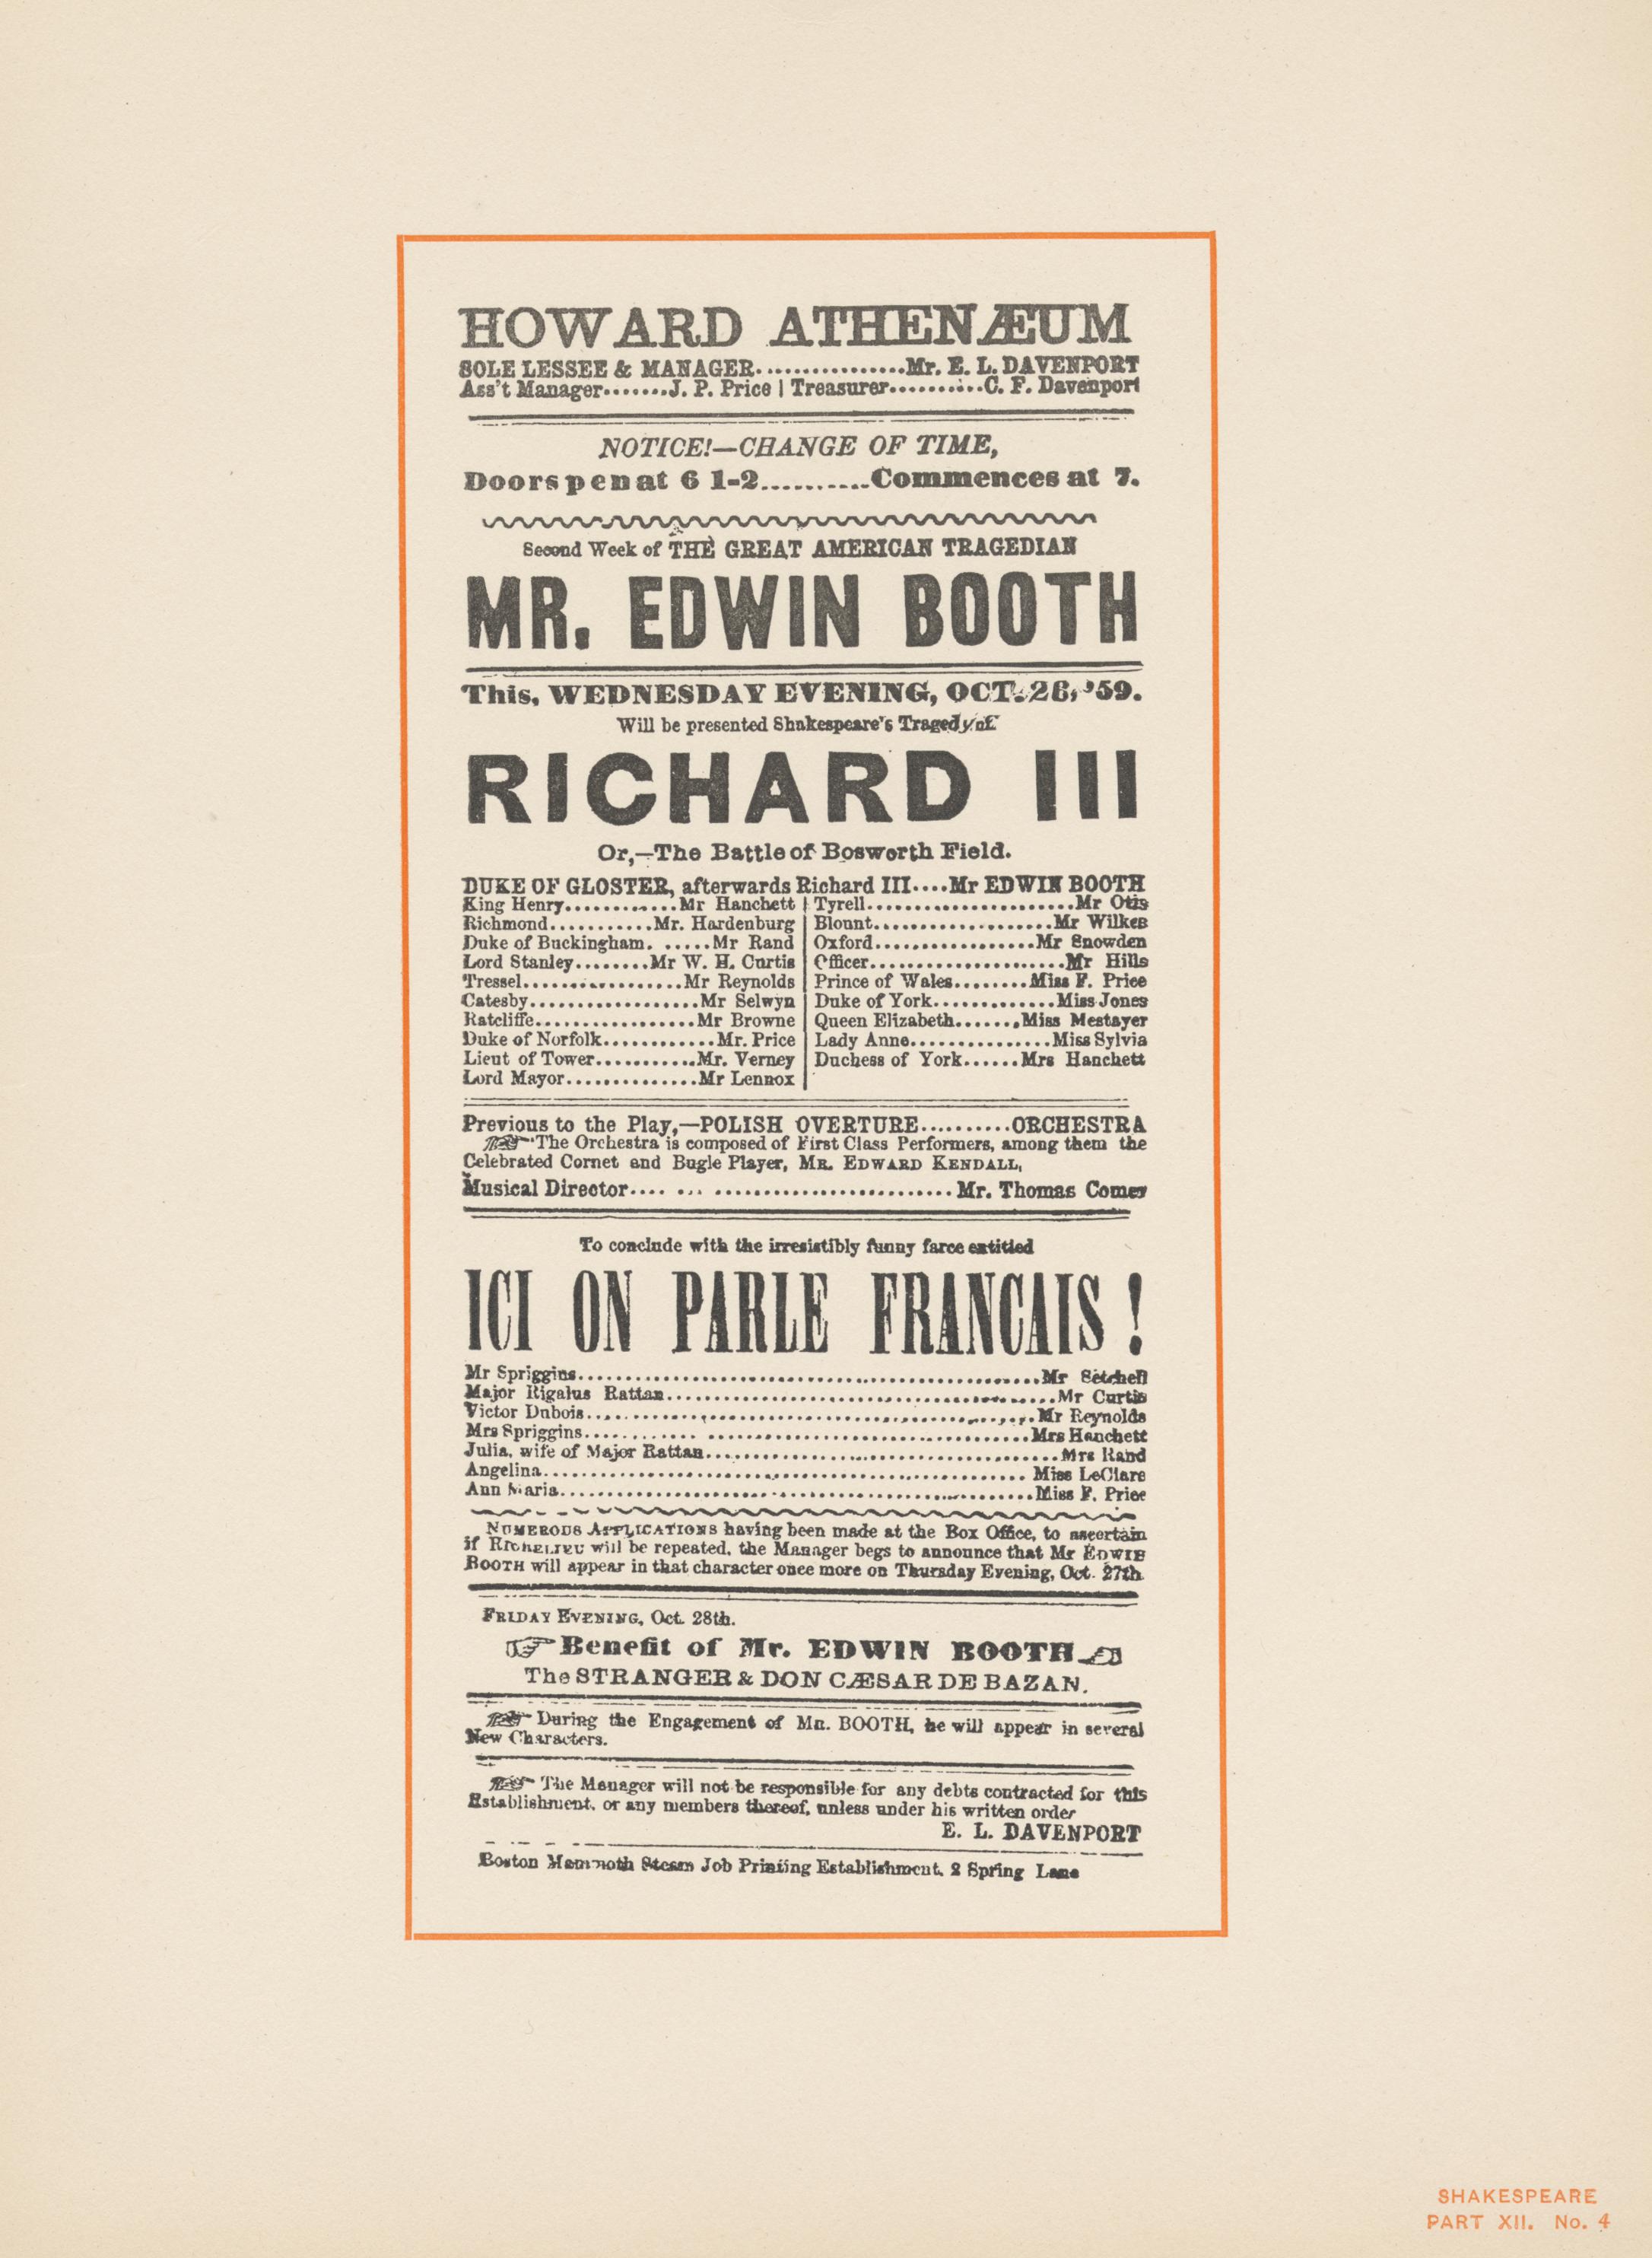 HOWARD ATHENÆUM
SOLE LESSEE & MANAGER................Mr. E. L. DAVENPORT
Ass't Manager.......J. P. Price | Treasurer..........C. F. Davenport
NOTICE!—CHANGE OF TIME,
Doors pen at 6 1-2..........Commences at 7.
Second Week of THE GREAT AMERICAN TRAGEDIAN
MR. EDWIN BOOTH
This, WEDNESDAY EVENING, OCT. 26, '59.
Will be presented Shakespeare's Tragedy of
RICHARD III
Or,—The Battle of Bosworth Field.
DUKE OF GLOSTER, afterwards Richard III....Mr EDWIN BOOTH
King Henry............Mr Hanchett
Richmond...........Mr. Hardenburg
Duke of Buckingham. .....Mr Rand
Lord Stanley........Mr W. H. Curtis
Tressel.................Mr Reynolds
Catesby..................Mr Selwyn
Ratcliffe.................Mr Browne
Duke of Norfolk............Mr. Price
Lieut of Tower...........Mr. Verney
Lord Mayor..............Mr Lennox
Tyrell......................Mr Otis
Blount...................Mr Wilkes
Oxford.................Mr Snowden
Officer.....................Mr Hills
Prince of Wales........Miss F. Price
Duke of York.............Miss Jones
Queen Elizabeth.......Miss Mestayer
Lady Anne...............Miss Sylvia
Duchess of York......Mrs Hanchett
Previous to the Play,—POLISH OVERTURE..........ORCHESTRA
The Orchestra is composed of First Class Performers, among them the
Celebrated Cornet and Bugle Player, MR. EDWARD KENDALL,
Musical Director.... ... .........................Mr. Thomas Comer
To conclude with the irresistibly funny farce entitled
ICI ON PARLE FRANCAIS !
Mr Spriggins..................................................Mr Setchell
Major Rigalus Rattan..........................................Mr Curtis
Victor Dubois.................................................Mr Reynolds
Mrs Spriggins............ ...................................Mrs Hanchett
Julia, wife of Major Rattan......................................Mrs Rand
Angelina.................................................... Miss LeClare
Ann Maria...................................................Miss F. Price
NUMEROUS APPLICATIONS having been made at the Box Office, to ascertain
if RICHELIEU will be repeated, the Manager begs to announce that Mr EDWIN
BOOTH will appear in that character once more on Thursday Evening, Oct. 27th
FRIDAY EVENING, Oct. 28th.
Benefit of Mr. EDWIN BOOTH
The STRANGER & DON CÆSAR DE BAZAN.
During the Engagement of MR. BOOTH, he will appear in several
New Characters.
The Manager will not be responsible for any debts contracted for this
Establishment, or any members thereof, unless under his written order
E. L. DAVENPORT
Boston Mammoth Steam Job Printing Establishment, 2 Spring Lane
SHAKESPEARE
PART XII. No. 4